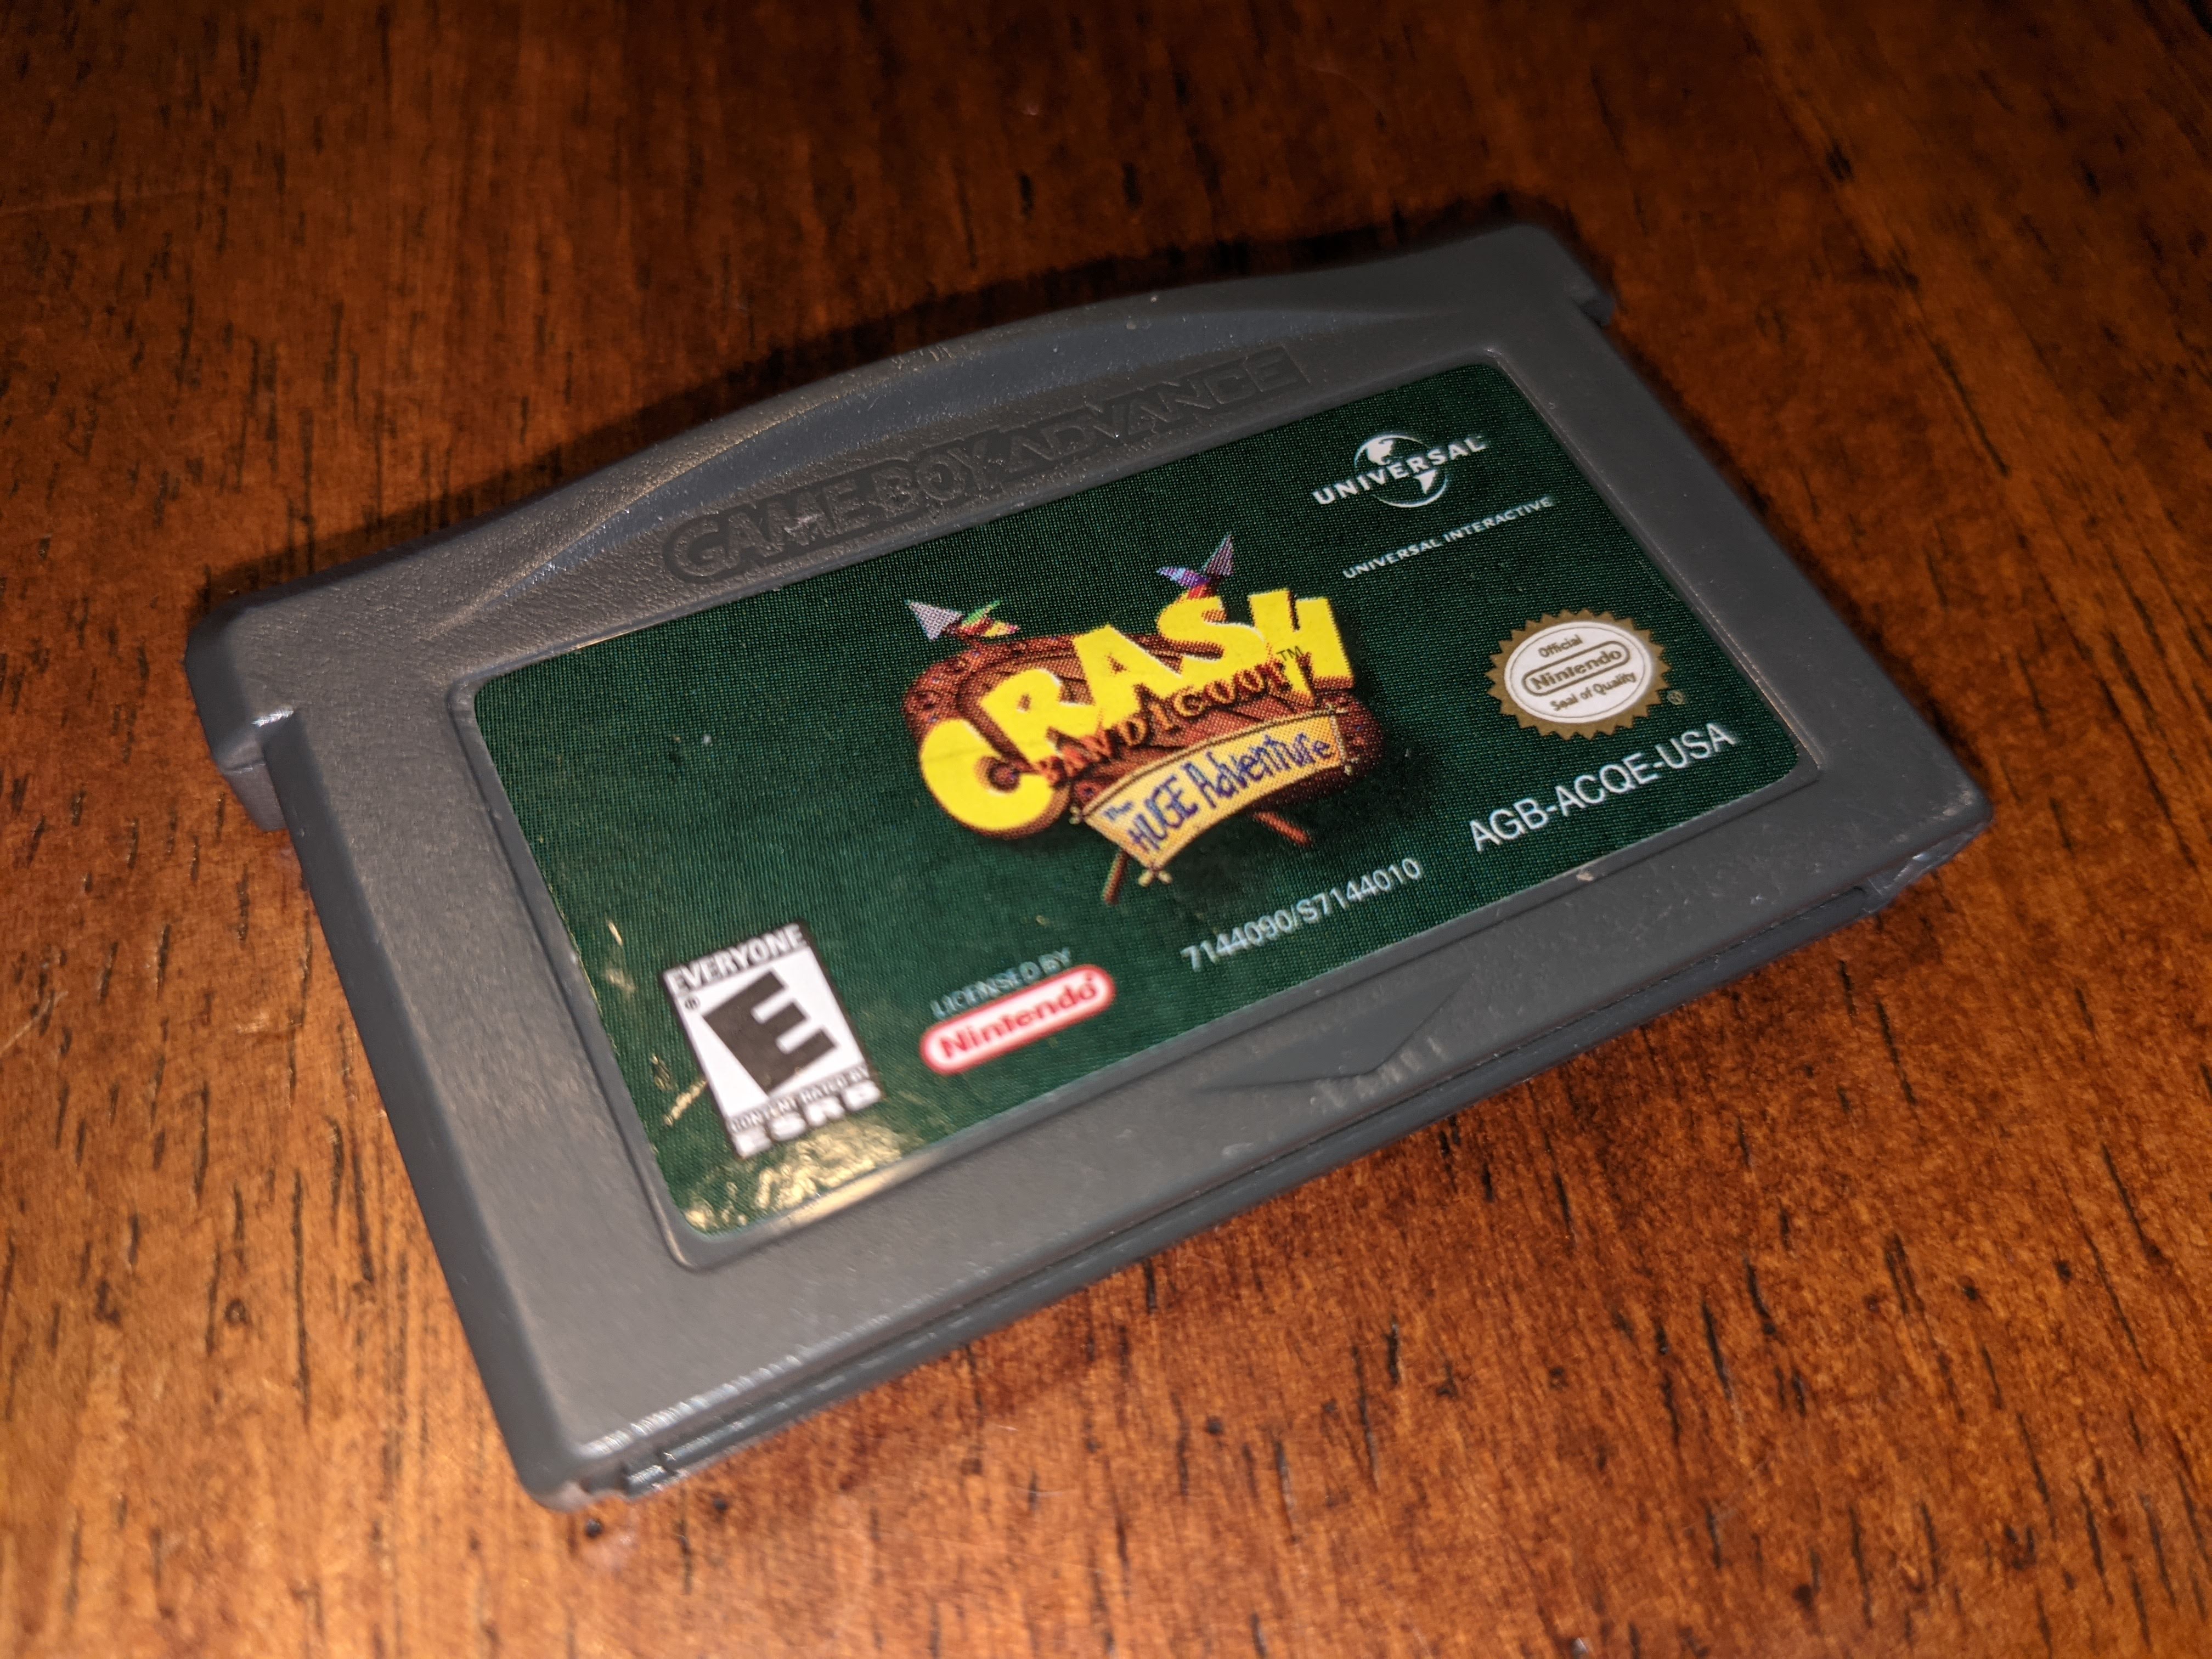 GAME BOY ADVANCE
UNIVERSAL
UNIVERSAL INTERACTIVE
CRASH
BANDICOOT™
The HUGE Adventure
Official
Nintendo
Seal of Quality
®
AGB-ACQE-USA
7144090/S7144010
EVERYONE
E
®
CONTENT RATED BY
ESRB
LICENSED BY
Nintendo®